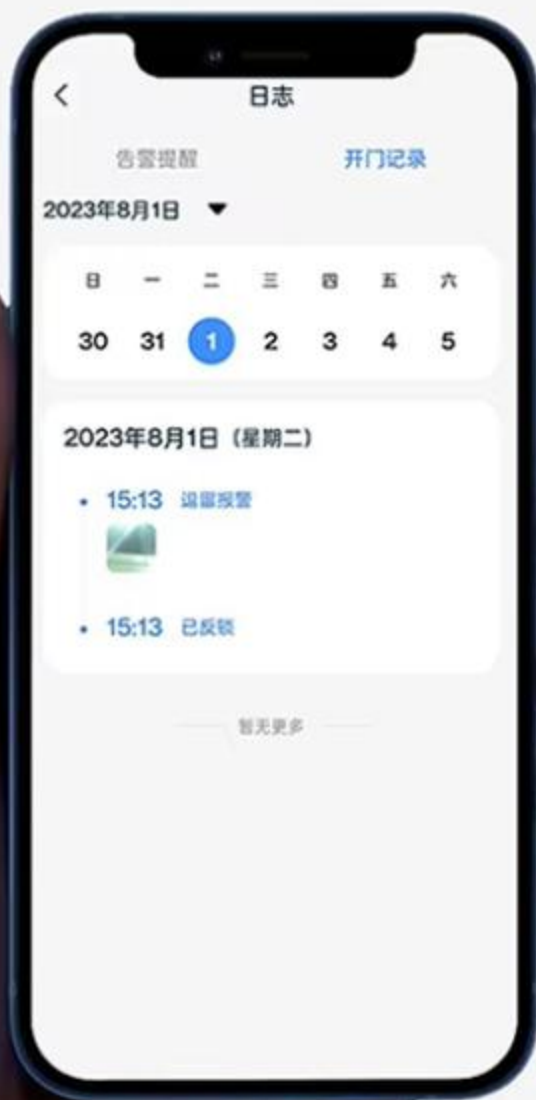 日志
告警提醒 开门记录
2023年8月1日
日 一 二 三 四 五 六
30 31 1 2 3 4 5
2023年8月1日（星期二）
15:13 逗留报警
15:13 已反锁
暂无更多